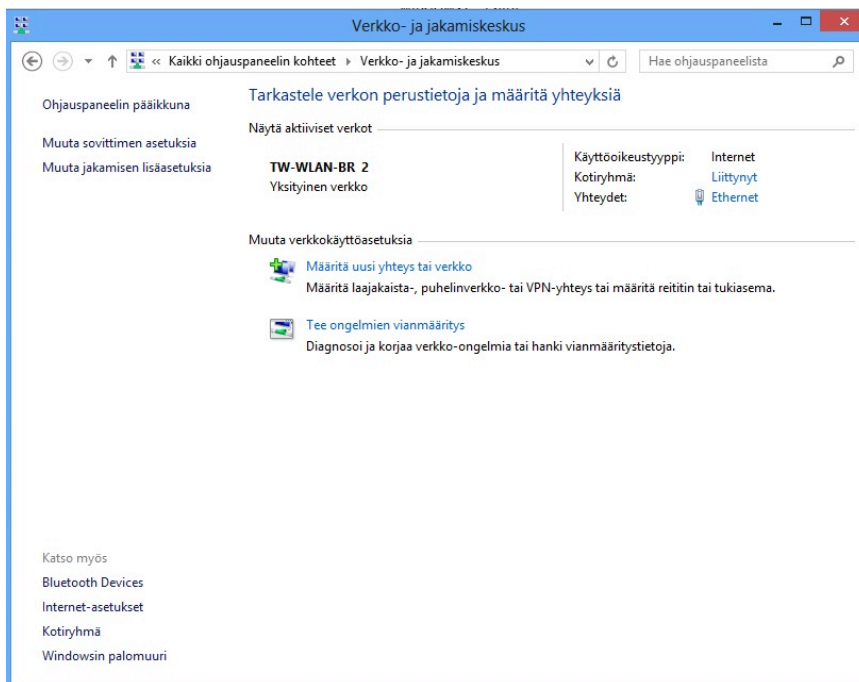 Verkko- ja jakamiskeskus
Kaikki ohjauspaneelin kohteet
Verkko- ja jakamiskeskus
Hae ohjauspaneelista
Ohjauspaneelin pääikkuna
Muuta sovittimen asetuksia
Muuta jakamisen lisäasetuksia
Tarkastele verkon perustietoja ja määritä yhteyksiä
Näytä aktiiviset verkot
TW-WLAN-BR 2
Yksityinen verkko
Käyttöoikeustyyppi: Internet
Kotiryhmä: Liittynyt
Yhteydet: Ethernet
Muuta verkkokäyttöasetuksia
Määritä uusi yhteys tai verkko
Määritä laajakaista-, puhelinverkko- tai VPN-yhteys tai määritä reititin tai tukiasema.
Tee ongelmien vianmääritys
Diagnosoi ja korjaa verkko-ongelmia tai hanki vianmääritystietoja.
Katso myös
Bluetooth Devices
Internet-asetukset
Kotiryhmä
Windowsin palomuuri